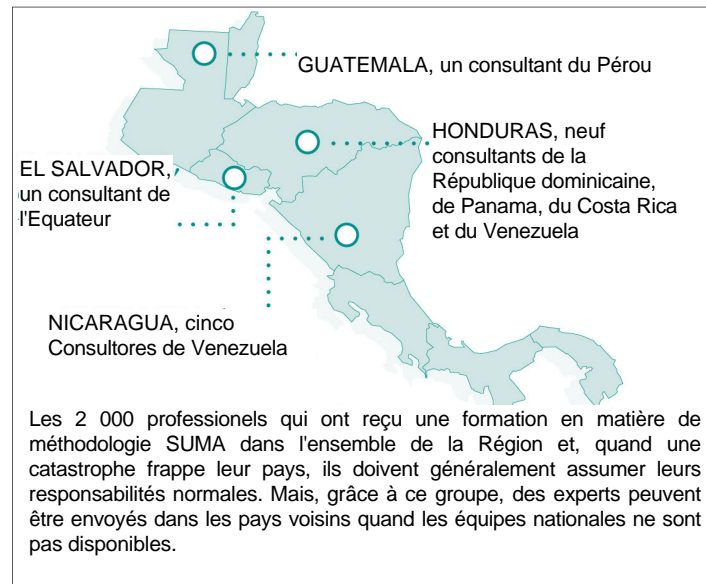 GUATEMALA, un consultant du Pérou
HONDURAS, neuf
consultants de la
République dominicaine,
de Panama, du Costa Rica
et du Venezuela
EL SALVADOR,
un consultant de
l'Equateur
NICARAGUA, cinco
Consultores de Venezuela
Les 2 000 professionels qui ont reçu une formation en matière de
méthodologie SUMA dans l'ensemble de la Région et, quand une
catastrophe frappe leur pays, ils doivent généralement assumer leurs
responsabilités normales. Mais, grâce à ce groupe, des experts peuvent
être envoyés dans les pays voisins quand les équipes nationales ne sont
pas disponibles.